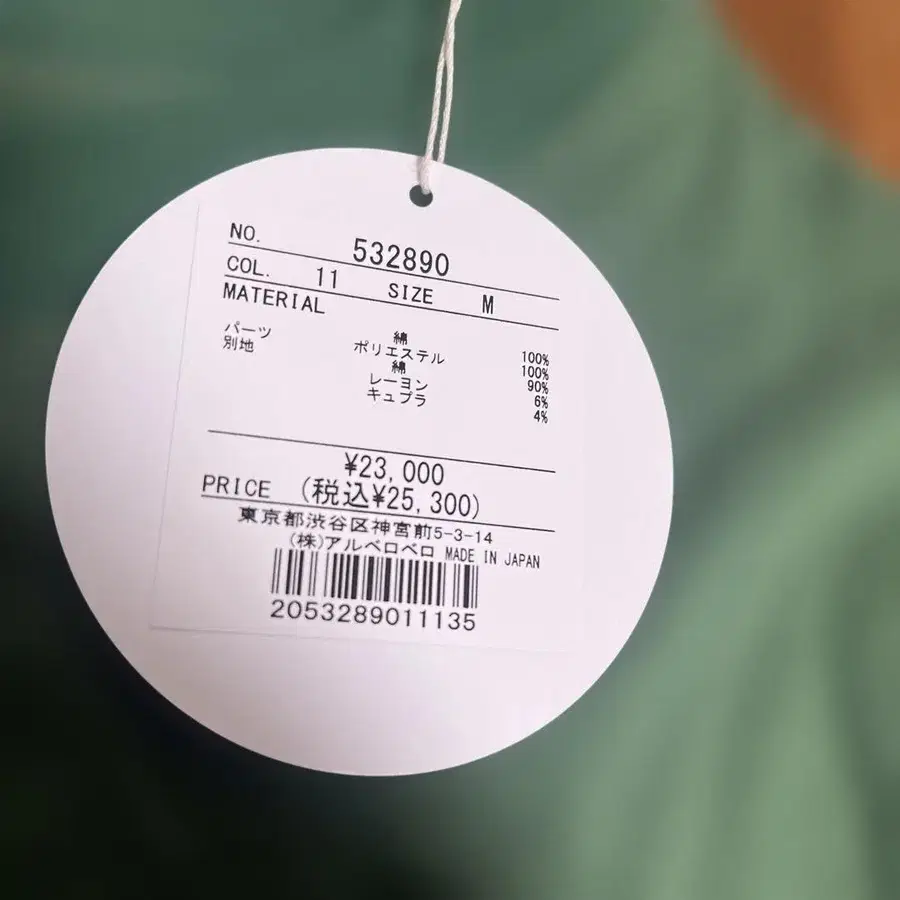 NO. 532890
COL. 11 SIZE M
MATERIAL
綿 100%
パーツ ポリエステル 100%
別地 綿 90%
レーヨン 6%
キュプラ 4%
¥23,000
PRICE (税込¥25,300)
東京都渋谷区神宮前5-3-14
(株)アルベロベロ MADE IN JAPAN
2053289011135